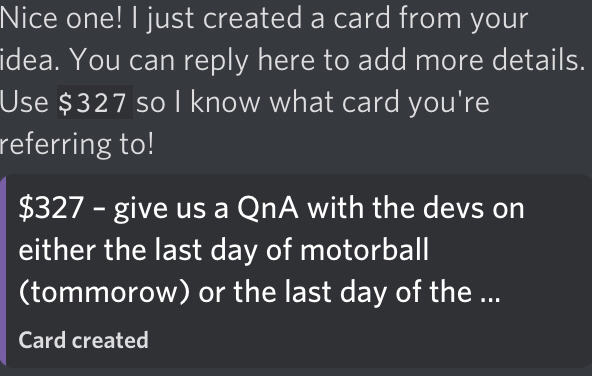 Nice one! I just created a card from your
idea. You can reply here to add more details.
Use $327 so I know what card you're
referring to!
$327 – give us a QnA with the devs on
either the last day of motorball
(tommorow) or the last day of the ...
Card created